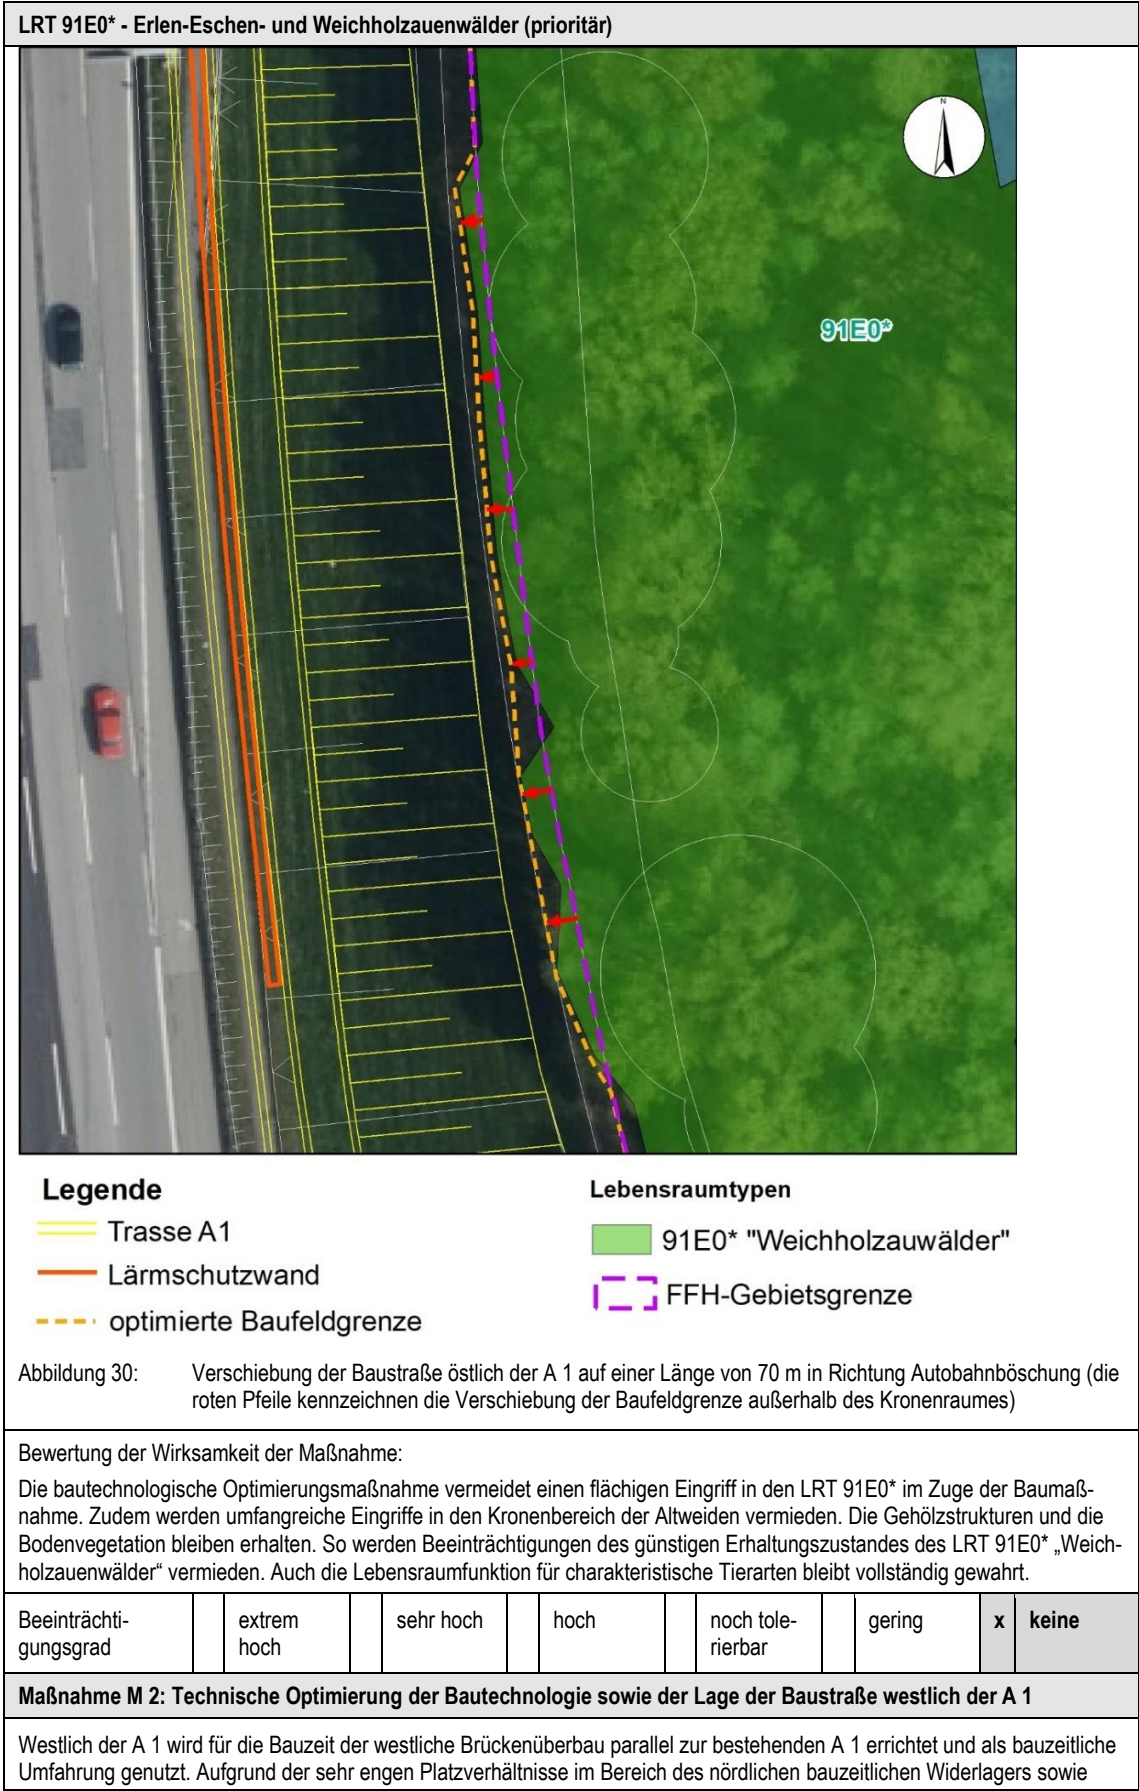 LRT 91E0* - Erlen-Eschen- und Weichholzauenwälder (prioritär)
N
91E0*
Legende
Trasse A1
Lärmschutzwand
optimierte Baufeldgrenze
Lebensraumtypen
91E0* "Weichholzauwälder"
FFH-Gebietsgrenze
Abbildung 30: Verschiebung der Baustraße östlich der A 1 auf einer Länge von 70 m in Richtung Autobahnböschung (die
roten Pfeile kennzeichnen die Verschiebung der Baufeldgrenze außerhalb des Kronenraumes)
Bewertung der Wirksamkeit der Maßnahme:
Die bautechnologische Optimierungsmaßnahme vermeidet einen flächigen Eingriff in den LRT 91E0* im Zuge der Baumaß-
nahme. Zudem werden umfangreiche Eingriffe in den Kronenbereich der Altweiden vermieden. Die Gehölzstrukturen und die
Bodenvegetation bleiben erhalten. So werden Beeinträchtigungen des günstigen Erhaltungszustandes des LRT 91E0* „Weich-
holzauenwälder“ vermieden. Auch die Lebensraumfunktion für charakteristische Tierarten bleibt vollständig gewahrt.
Beeinträchti-
gungsgrad
extrem
hoch
sehr hoch
hoch
noch tole-
rierbar
gering
x keine
Maßnahme M 2: Technische Optimierung der Bautechnologie sowie der Lage der Baustraße westlich der A 1
Westlich der A 1 wird für die Bauzeit der westliche Brückenüberbau parallel zur bestehenden A 1 errichtet und als bauzeitliche
Umfahrung genutzt. Aufgrund der sehr engen Platzverhältnisse im Bereich des nördlichen bauzeitlichen Widerlagers sowie